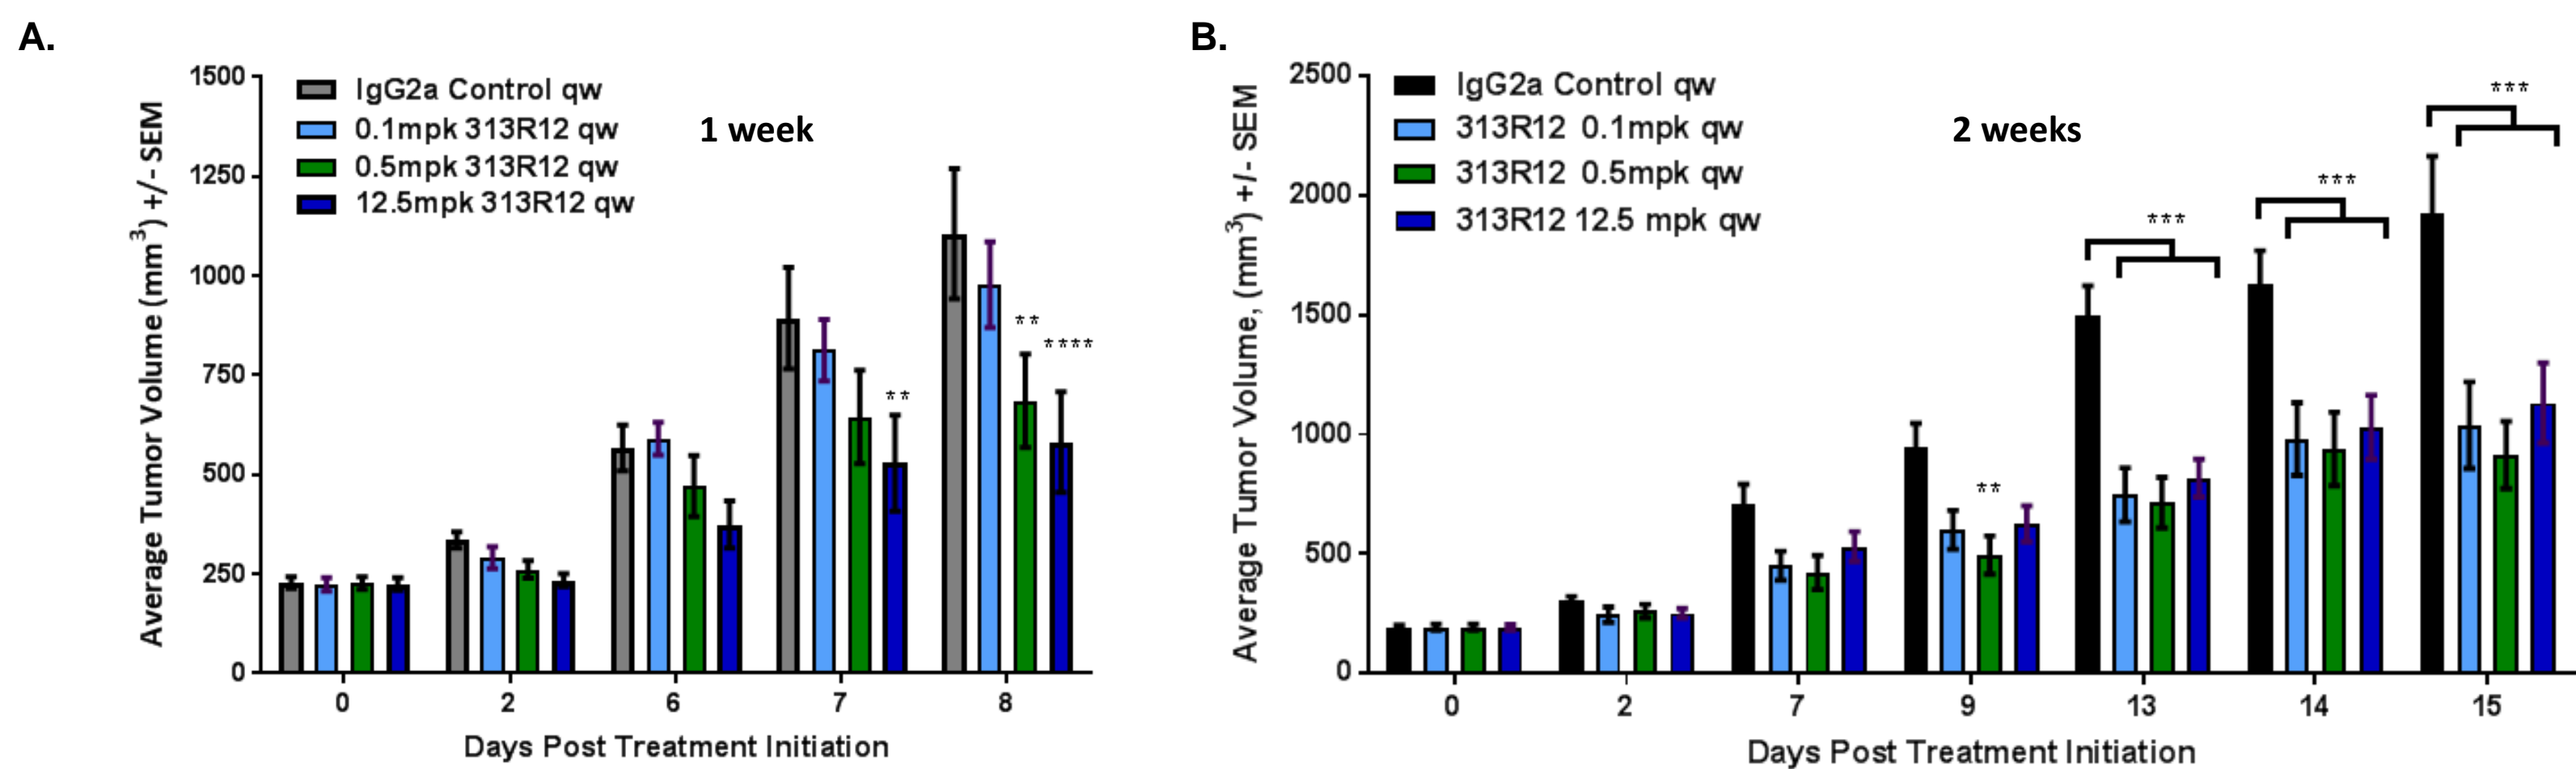 A.
Average Tumor Volume (mm³) +/- SEM
1500
1250
1000
750
500
250
0
IgG2a Control qw
0.1mpk 313R12 qw
0.5mpk 313R12 qw
12.5mpk 313R12 qw
1 week
**
**
****
0 2 6 7 8
Days Post Treatment Initiation
B.
Average Tumor Volume, (mm³) +/- SEM
2500
2000
1500
1000
500
0
IgG2a Control qw
313R12 0.1mpk qw
313R12 0.5mpk qw
313R12 12.5 mpk qw
2 weeks
**
***
***
***
0 2 7 9 13 14 15
Days Post Treatment Initiation